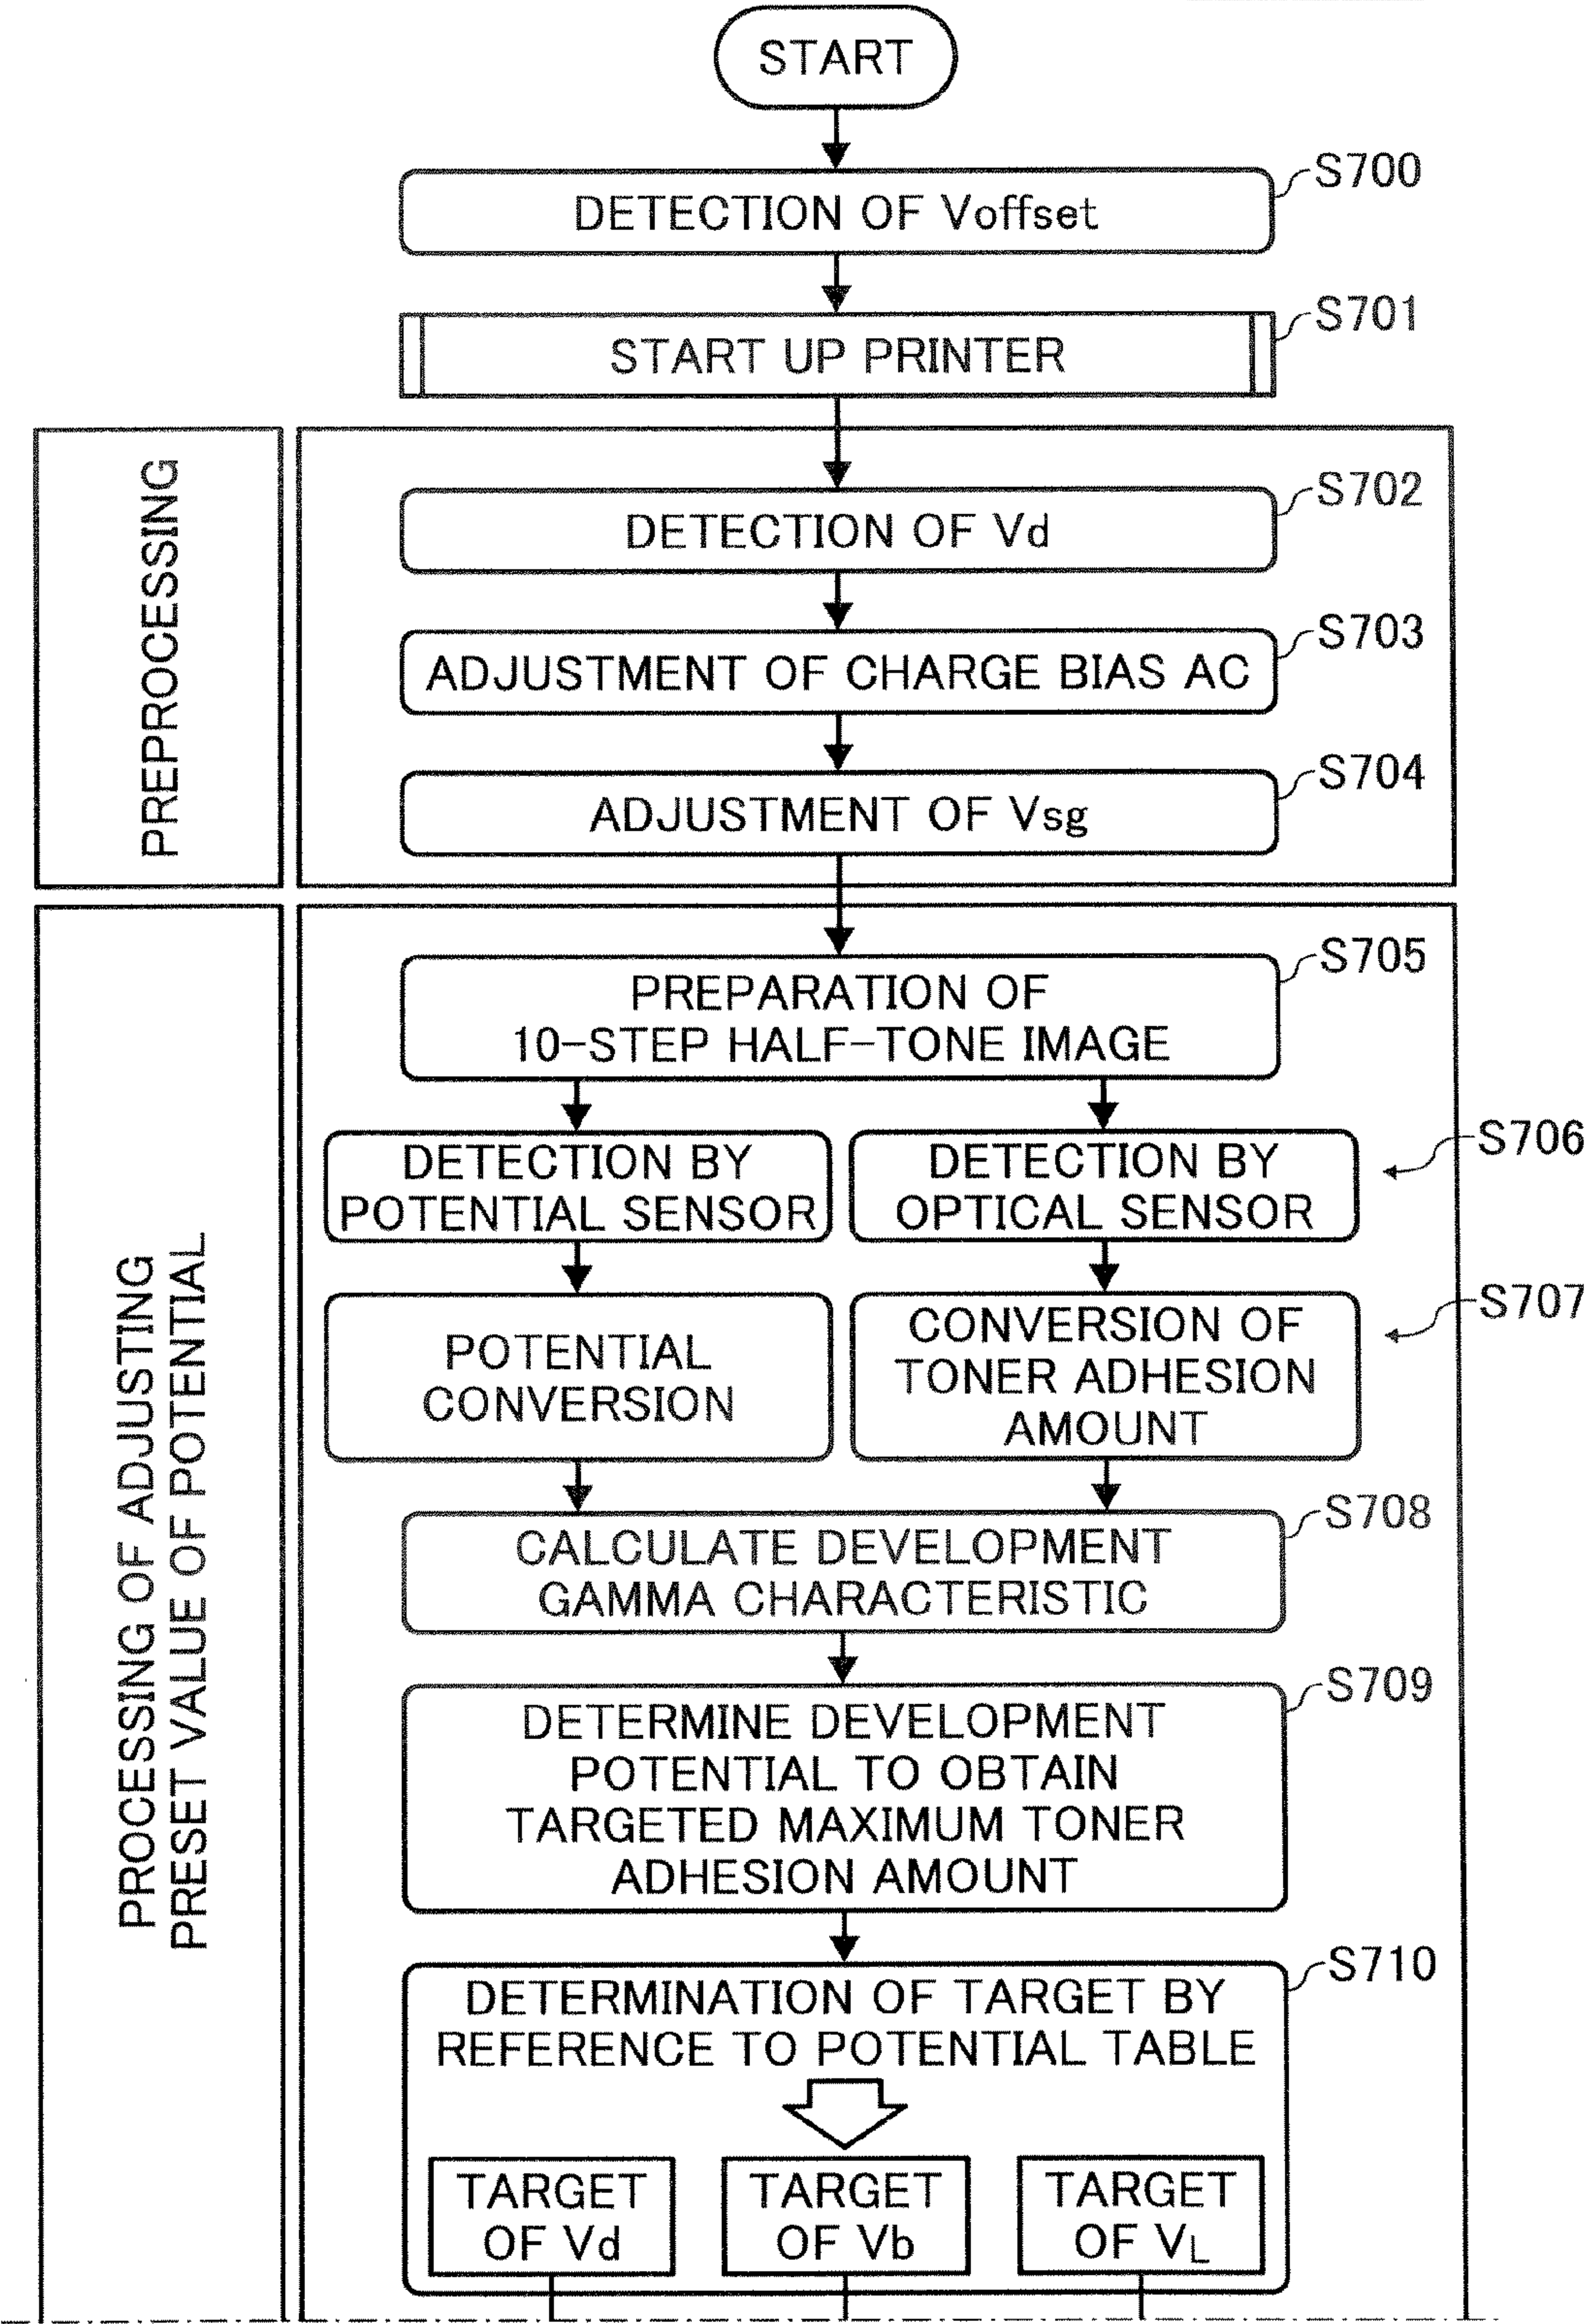 START
S700
DETECTION OF Voffset
S701
START UP PRINTER
PREPROCESSING
S702
DETECTION OF Vd
S703
ADJUSTMENT OF CHARGE BIAS AC
S704
ADJUSTMENT OF Vsg
PROCESSING OF ADJUSTING
PRESET VALUE OF POTENTIAL
S705
PREPARATION OF
10-STEP HALF-TONE IMAGE
S706
DETECTION BY
POTENTIAL SENSOR
DETECTION BY
OPTICAL SENSOR
S707
POTENTIAL
CONVERSION
CONVERSION OF
TONER ADHESION
AMOUNT
S708
CALCULATE DEVELOPMENT
GAMMA CHARACTERISTIC
S709
DETERMINE DEVELOPMENT
POTENTIAL TO OBTAIN
TARGETED MAXIMUM TONER
ADHESION AMOUNT
S710
DETERMINATION OF TARGET BY
REFERENCE TO POTENTIAL TABLE
TARGET
OF Vd
TARGET
OF Vb
TARGET
OF VL